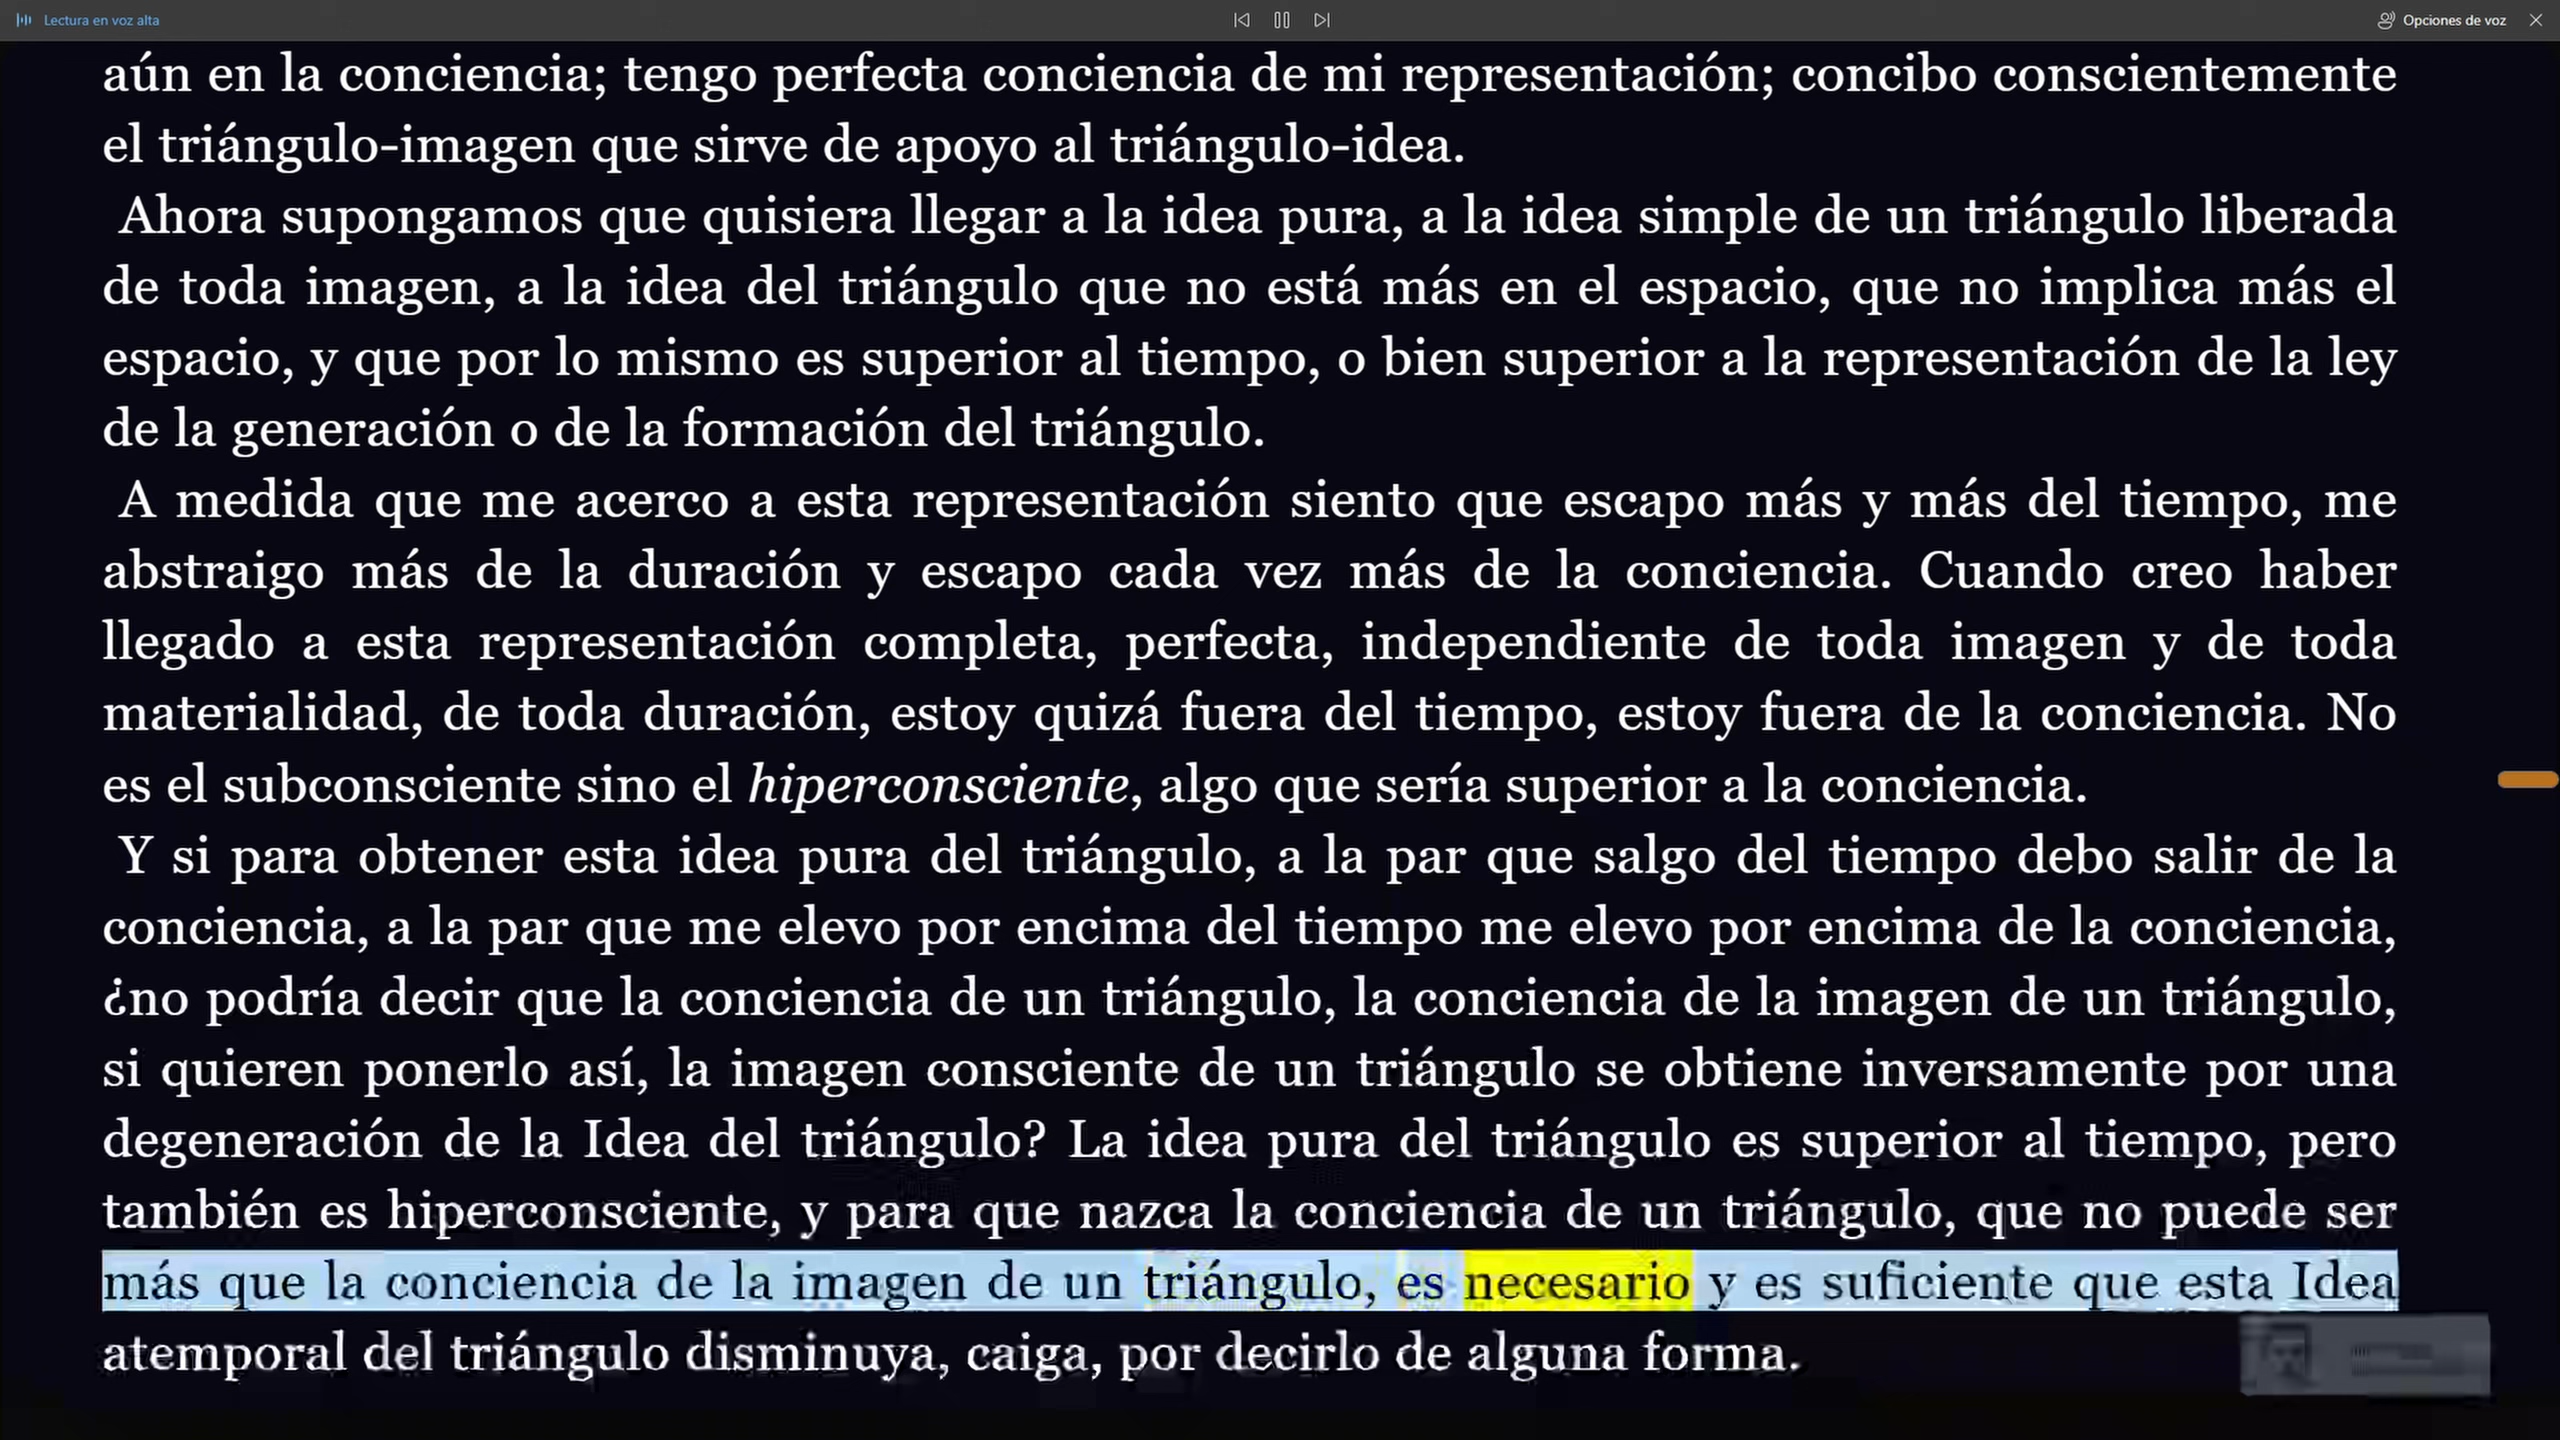 Lectura en voz alta
Opciones de voz
aún en la conciencia; tengo perfecta conciencia de mi representación; concibo conscientemente
el triángulo-imagen que sirve de apoyo al triángulo-idea.
Ahora supongamos que quisiera llegar a la idea pura, a la idea simple de un triángulo liberada
de toda imagen, a la idea del triángulo que no está más en el espacio, que no implica más el
espacio, y que por lo mismo es superior al tiempo, o bien superior a la representación de la ley
de la generación o de la formación del triángulo.
A medida que me acerco a esta representación siento que escapo más y más del tiempo, me
abstraigo más de la duración y escapo cada vez más de la conciencia. Cuando creo haber
llegado a esta representación completa, perfecta, independiente de toda imagen y de toda
materialidad, de toda duración, estoy quizá fuera del tiempo, estoy fuera de la conciencia. No
es el subconsciente sino el hiperconsciente, algo que sería superior a la conciencia.
Y si para obtener esta idea pura del triángulo, a la par que salgo del tiempo debo salir de la
conciencia, a la par que me elevo por encima del tiempo me elevo por encima de la conciencia,
¿no podría decir que la conciencia de un triángulo, la conciencia de la imagen de un triángulo,
si quieren ponerlo así, la imagen consciente de un triángulo se obtiene inversamente por una
degeneración de la Idea del triángulo? La idea pura del triángulo es superior al tiempo, pero
también es hiperconsciente, y para que nazca la conciencia de un triángulo, que no puede ser
más que la conciencia de la imagen de un triángulo, es necesario y es suficiente que esta Idea
atemporal del triángulo disminuya, caiga, por decirlo de alguna forma.